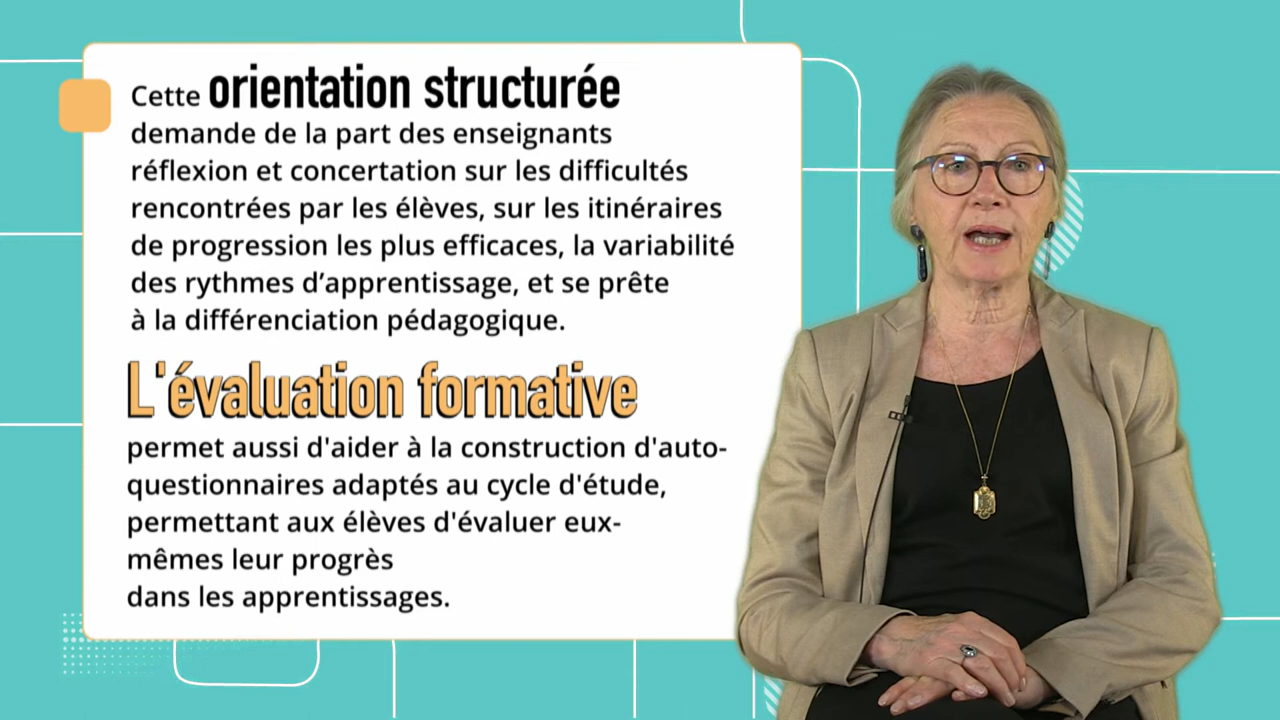 Cette orientation structurée
demande de la part des enseignants
réflexion et concertation sur les difficultés
rencontrées par les élèves, sur les itinéraires
de progression les plus efficaces, la variabilité
des rythmes d’apprentissage, et se prête
à la différenciation pédagogique.
L'évaluation formative
permet aussi d'aider à la construction d'auto-
questionnaires adaptés au cycle d'étude,
permettant aux élèves d'évaluer eux-
mêmes leur progrès
dans les apprentissages.